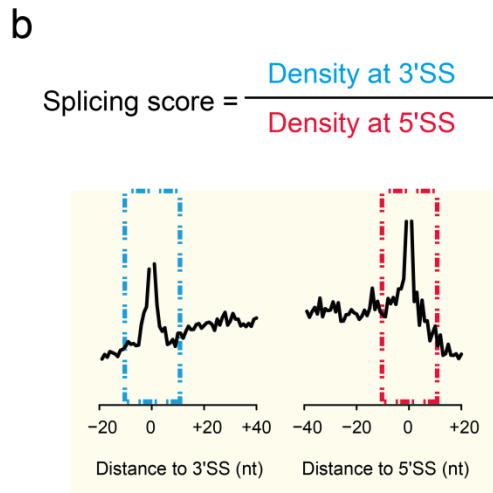 b
Density at 3'SS
Splicing score =
Density at 5'SS
−20 0 +20 +40 −40 −20 0 +20
Distance to 3'SS (nt) Distance to 5'SS (nt)